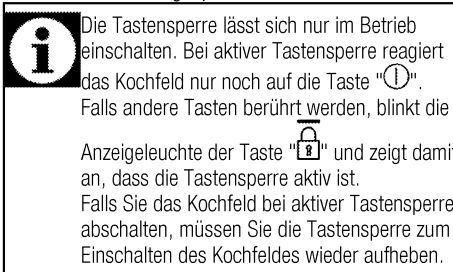 Die Tastensperre lässt sich nur im Betrieb
einschalten. Bei aktiver Tastensperre reagiert
das Kochfeld nur noch auf die Taste "".
Falls andere Tasten berührt werden, blinkt die
Anzeigeleuchte der Taste "" und zeigt damit
an, dass die Tastensperre aktiv ist.
Falls Sie das Kochfeld bei aktiver Tastensperre
abschalten, müssen Sie die Tastensperre zum
Einschalten des Kochfeldes wieder aufheben.